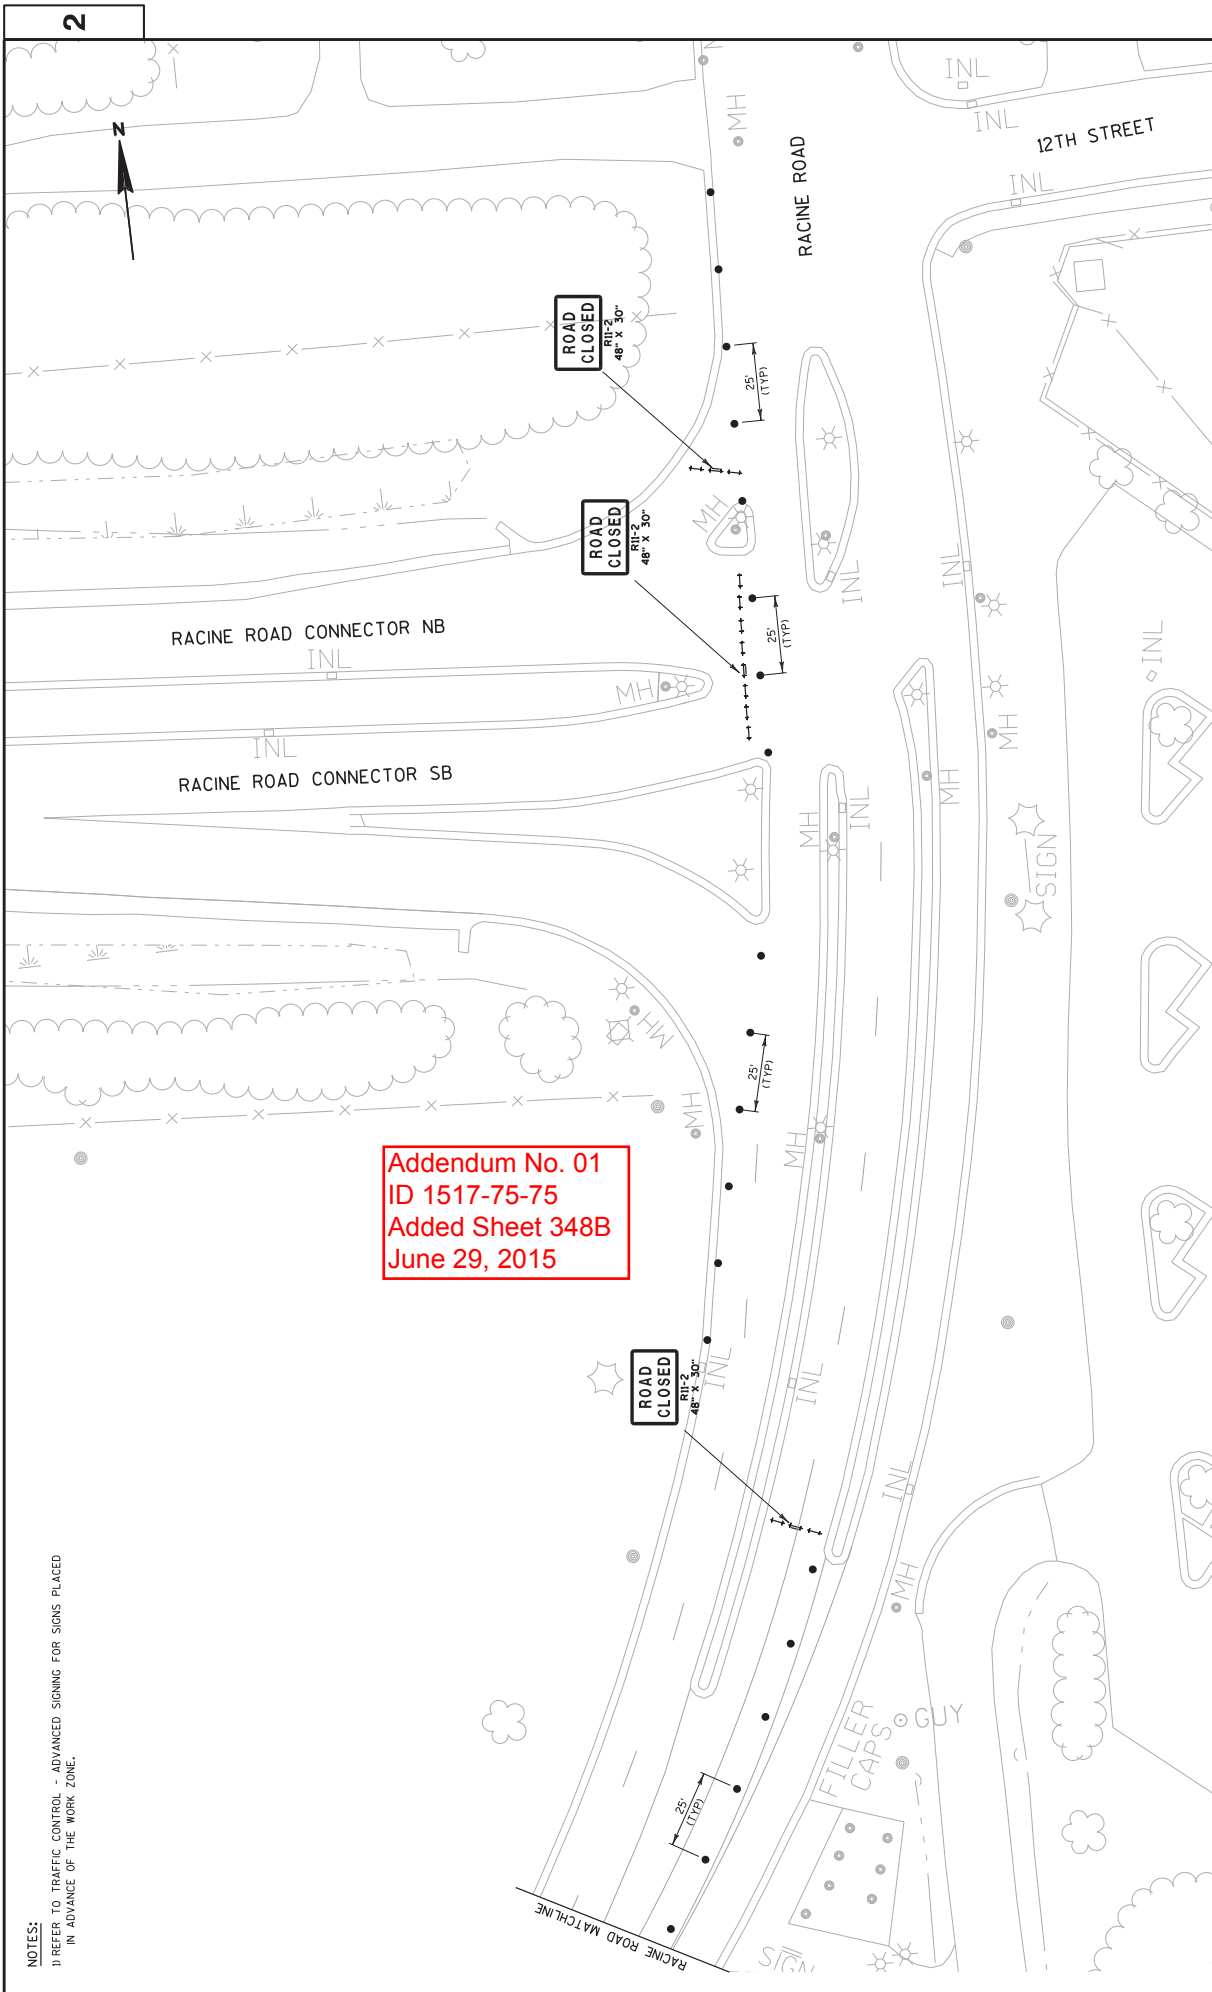 2
N
INL
INL
12TH STREET
INL
MH
RACINE ROAD
ROAD
CLOSED
R11-2
48" X 30"
25'
(TYP)
ROAD
CLOSED
R11-2
48" X 30"
MH
INL
INL
25'
(TYP)
RACINE ROAD CONNECTOR NB
INL
MH
INL
MH
INL
RACINE ROAD CONNECTOR SB
MH
MH
INL
SIGN
MH
25'
(TYP)
MH
MH
Addendum No. 01
ID 1517-75-75
Added Sheet 348B
June 29, 2015
ROAD
CLOSED
R11-2
48" X 30"
INL
INL
INL
MH
FILLER
CAPS
GUY
25'
(TYP)
RACINE ROAD MATCHLINE
SIGN
NOTES:
1) REFER TO TRAFFIC CONTROL - ADVANCED SIGNING FOR SIGNS PLACED
IN ADVANCE OF THE WORK ZONE.